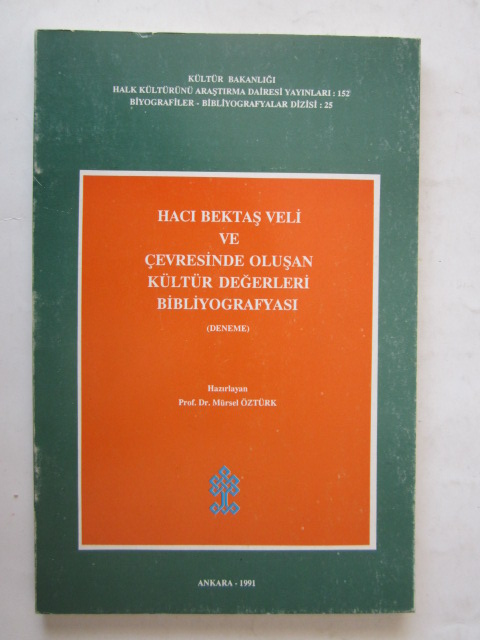 KÜLTÜR BAKANLIĞI
HALK KÜLTÜRÜNÜ ARAŞTIRMA DAİRESİ YAYINLARI : 152
BİYOGRAFİLER - BİBLİYOGRAFYALAR DİZİSİ : 25
HACI BEKTAŞ VELİ
VE
ÇEVRESİNDE OLUŞAN
KÜLTÜR DEĞERLERİ
BİBLİYOGRAFYASI
(DENEME)
Hazırlayan
Prof. Dr. Mürsel ÖZTÜRK
ANKARA - 1991